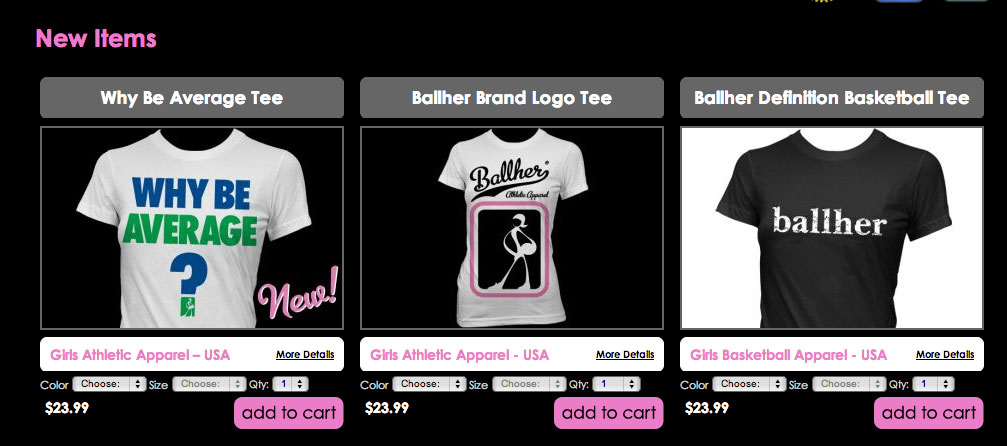 New Items
Why Be Average Tee
Ballher Brand Logo Tee
Ballher Definition Basketball Tee
WHY BE
AVERAGE
?
New!
Ballher®
Athletic Apparel
ballher
Girls Athletic Apparel – USA More Details
Girls Athletic Apparel - USA More Details
Girls Basketball Apparel - USA More Details
Color Choose: Size Choose: Qty: 1
Color Choose: Size Choose: Qty: 1
Color Choose: Size Choose: Qty: 1
$23.99 add to cart
$23.99 add to cart
$23.99 add to cart